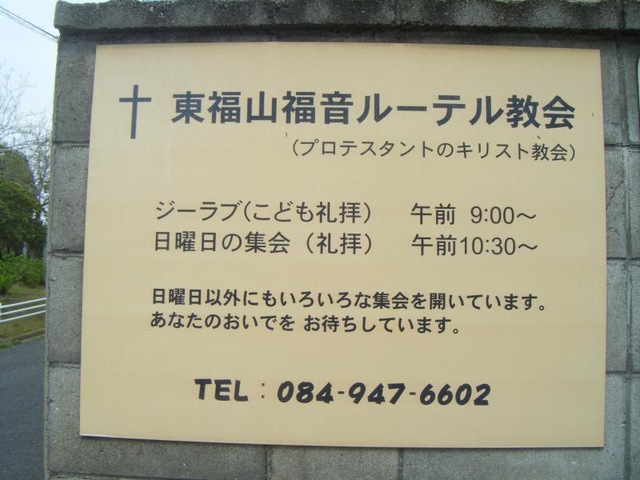 東福山福音ルーテル教会
(プロテスタントのキリスト教会)
ジーラブ(こども礼拝) 午前 9:00〜
日曜日の集会(礼拝) 午前10:30〜
日曜日以外にもいろいろな集会を開いています。
あなたのおいでを お待ちしています。
TEL:084-947-6602